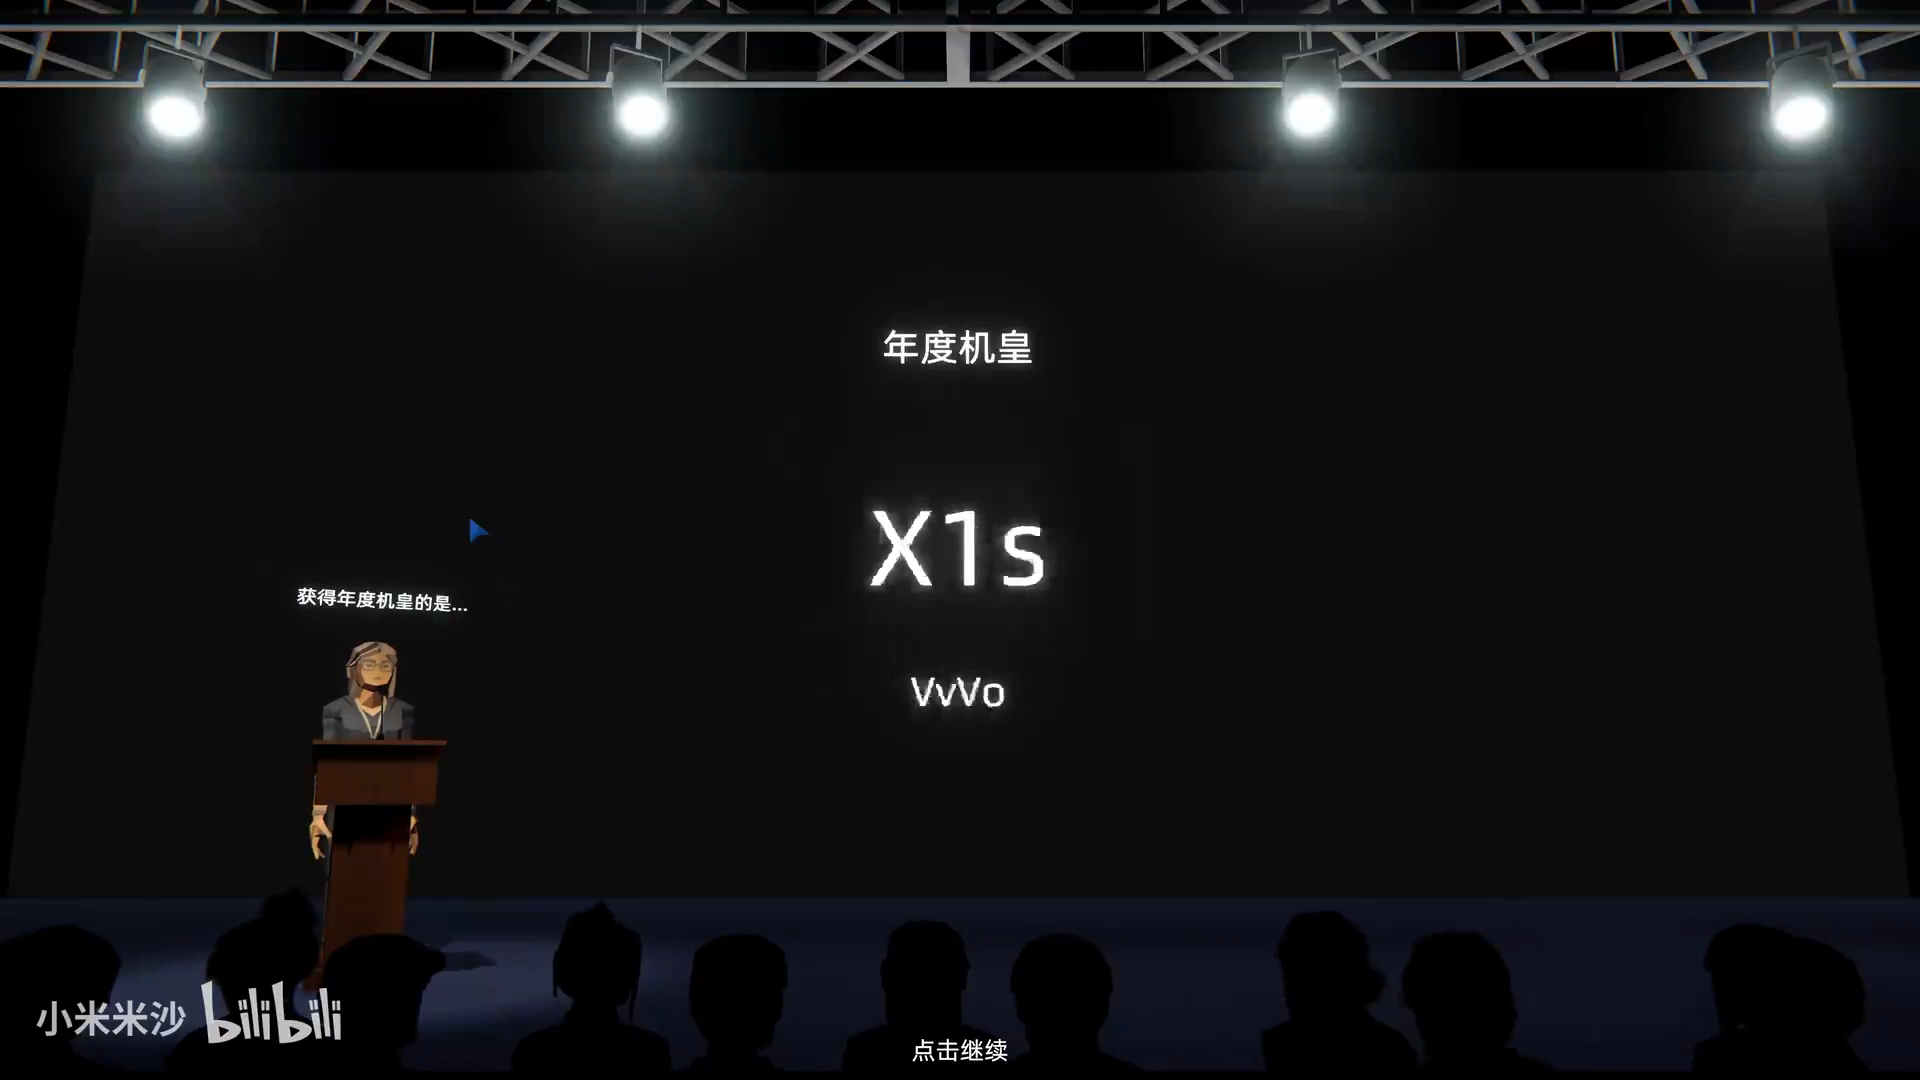 年度机皇
X1s
VvVo
获得年度机皇的是...
小米米沙 bilibili
点击继续